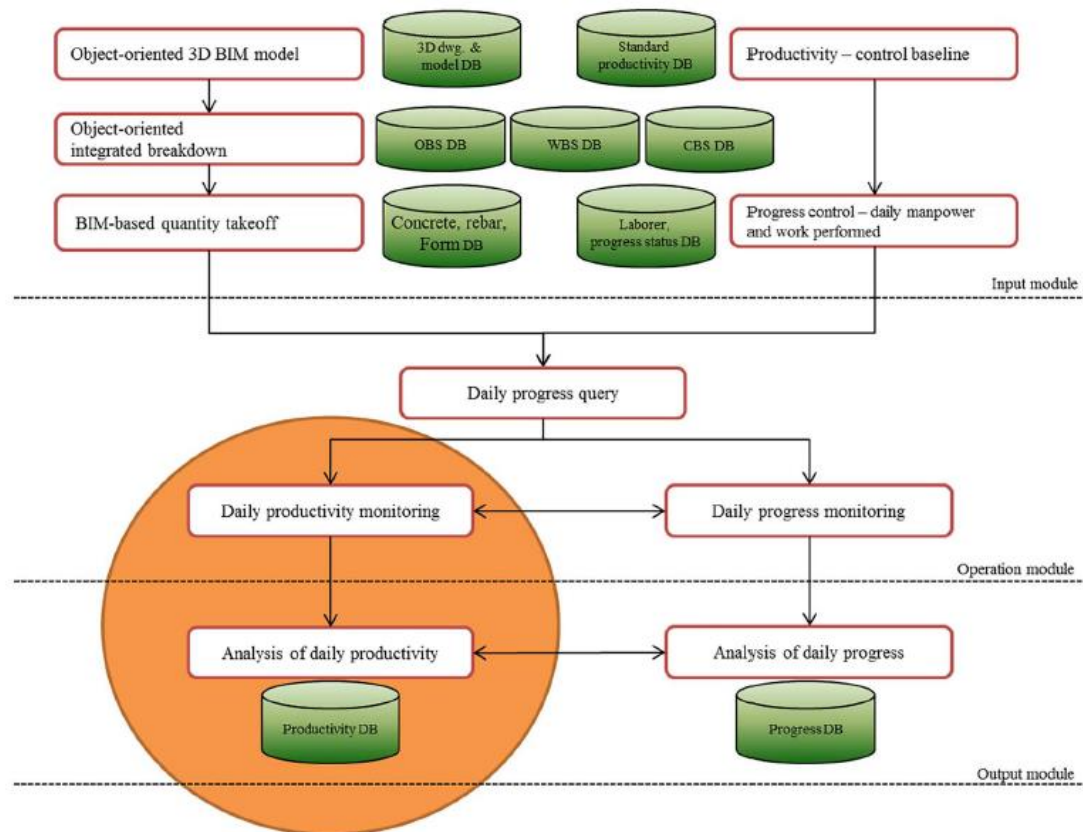 Object-oriented 3D BIM model
3D dwg. &
model DB
Standard
productivity DB
Productivity – control baseline
Object-oriented
integrated breakdown
OBS DB
WBS DB
CBS DB
BIM-based quantity takeoff
Concrete, rebar,
Form DB
Laborer,
progress status DB
Progress control – daily manpower
and work performed
Input module
Daily progress query
Daily productivity monitoring
Daily progress monitoring
Operation module
Analysis of daily productivity
Analysis of daily progress
Productivity DB
Progress DB
Output module